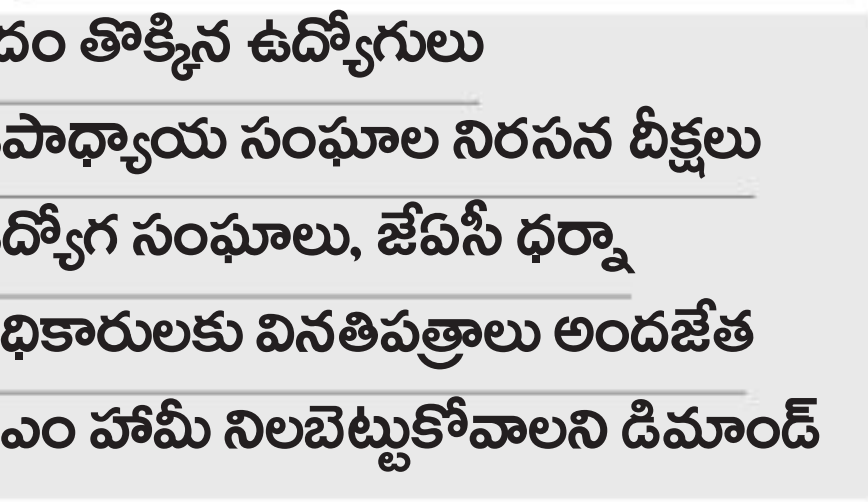 దం తొక్కిన ఉద్యోగులు
పాధ్యాయ సంఘాల నిరసన దీక్షలు
ద్యోగ సంఘాలు, జేఏసీ ధర్నా
ధికారులకు వినతిపత్రాలు అందజేత
ఎం హామీ నిలబెట్టుకోవాలని డిమాండ్